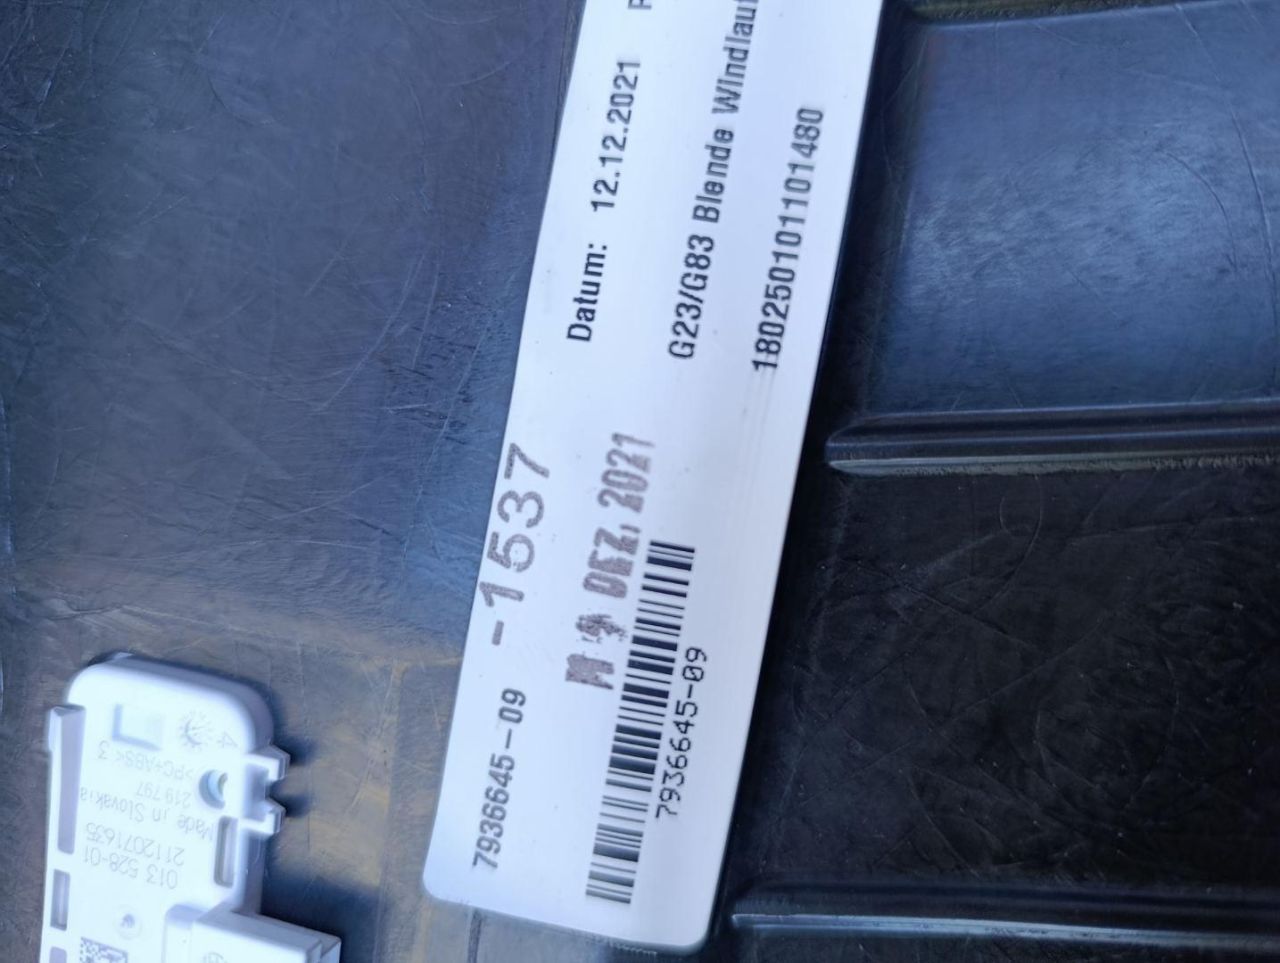 7936645-09 -1537 Datum: 12.12.2021
DEZ, 2021
G23/G83 Blende Windlauf
7936645-09 1802501011101480
>PC+ABS< 3
219 797
Made in Slovakia
2112071635
013 528-01